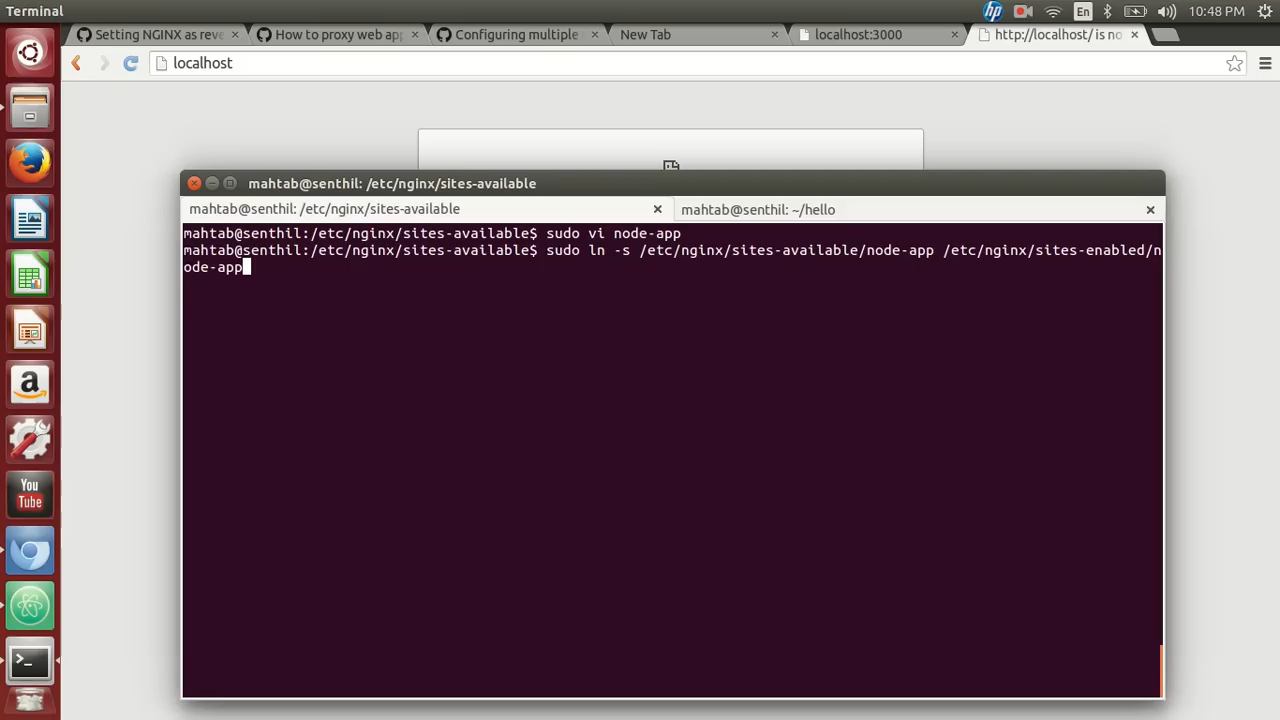 Terminal
En
10:48 PM
Setting NGINX as reve
How to proxy web app
Configuring multiple
New Tab
localhost:3000
http://localhost/ is no
localhost
mahtab@senthil: /etc/nginx/sites-available
mahtab@senthil: /etc/nginx/sites-available
mahtab@senthil: ~/hello
mahtab@senthil:/etc/nginx/sites-available$ sudo vi node-app
mahtab@senthil:/etc/nginx/sites-available$ sudo ln -s /etc/nginx/sites-available/node-app /etc/nginx/sites-enabled/n
ode-app
a
You
Tube
>_
hp